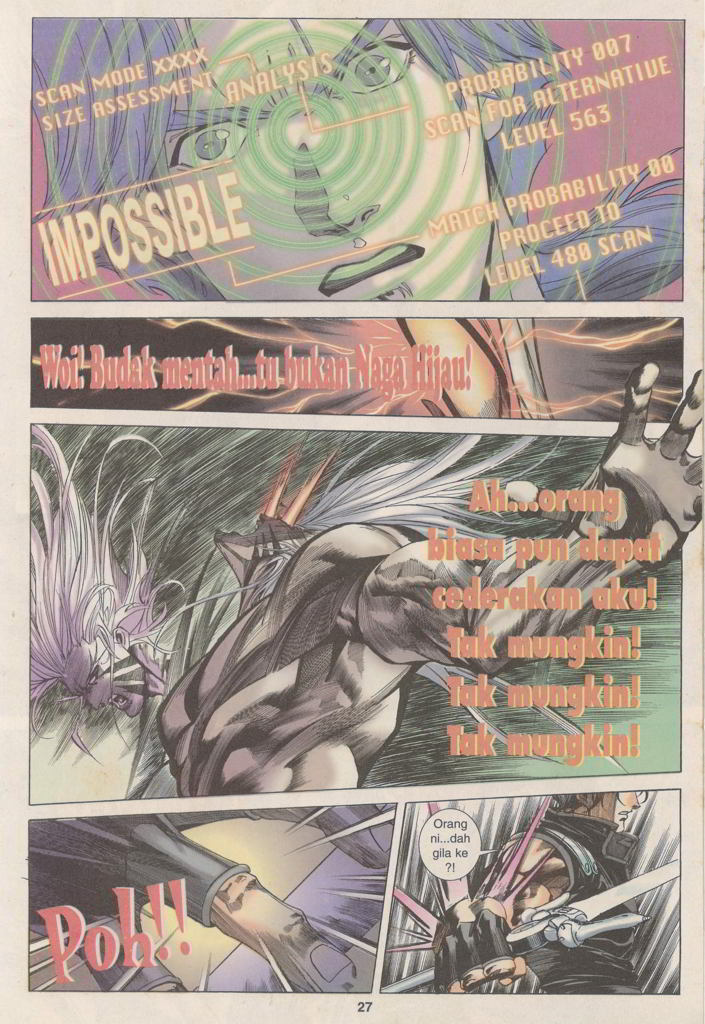 SCAN MODE XXXX
SIZE ASSESSMENT
ANALYSIS
PROBABILITY 007
SCAN FOR ALTERNATIVE
LEVEL 563
IMPOSSIBLE
MATCH PROBABILITY 00
PROCEED TO
LEVEL 480 SCAN
Woi. Budak mentah...tu bukan Naga Hijau!
Ah...orang
biasa pun dapat
cederakan aku!
Tak mungkin!
Tak mungkin!
Tak mungkin!
Poh!!
Orang
ni...dah
gila ke
?!
27